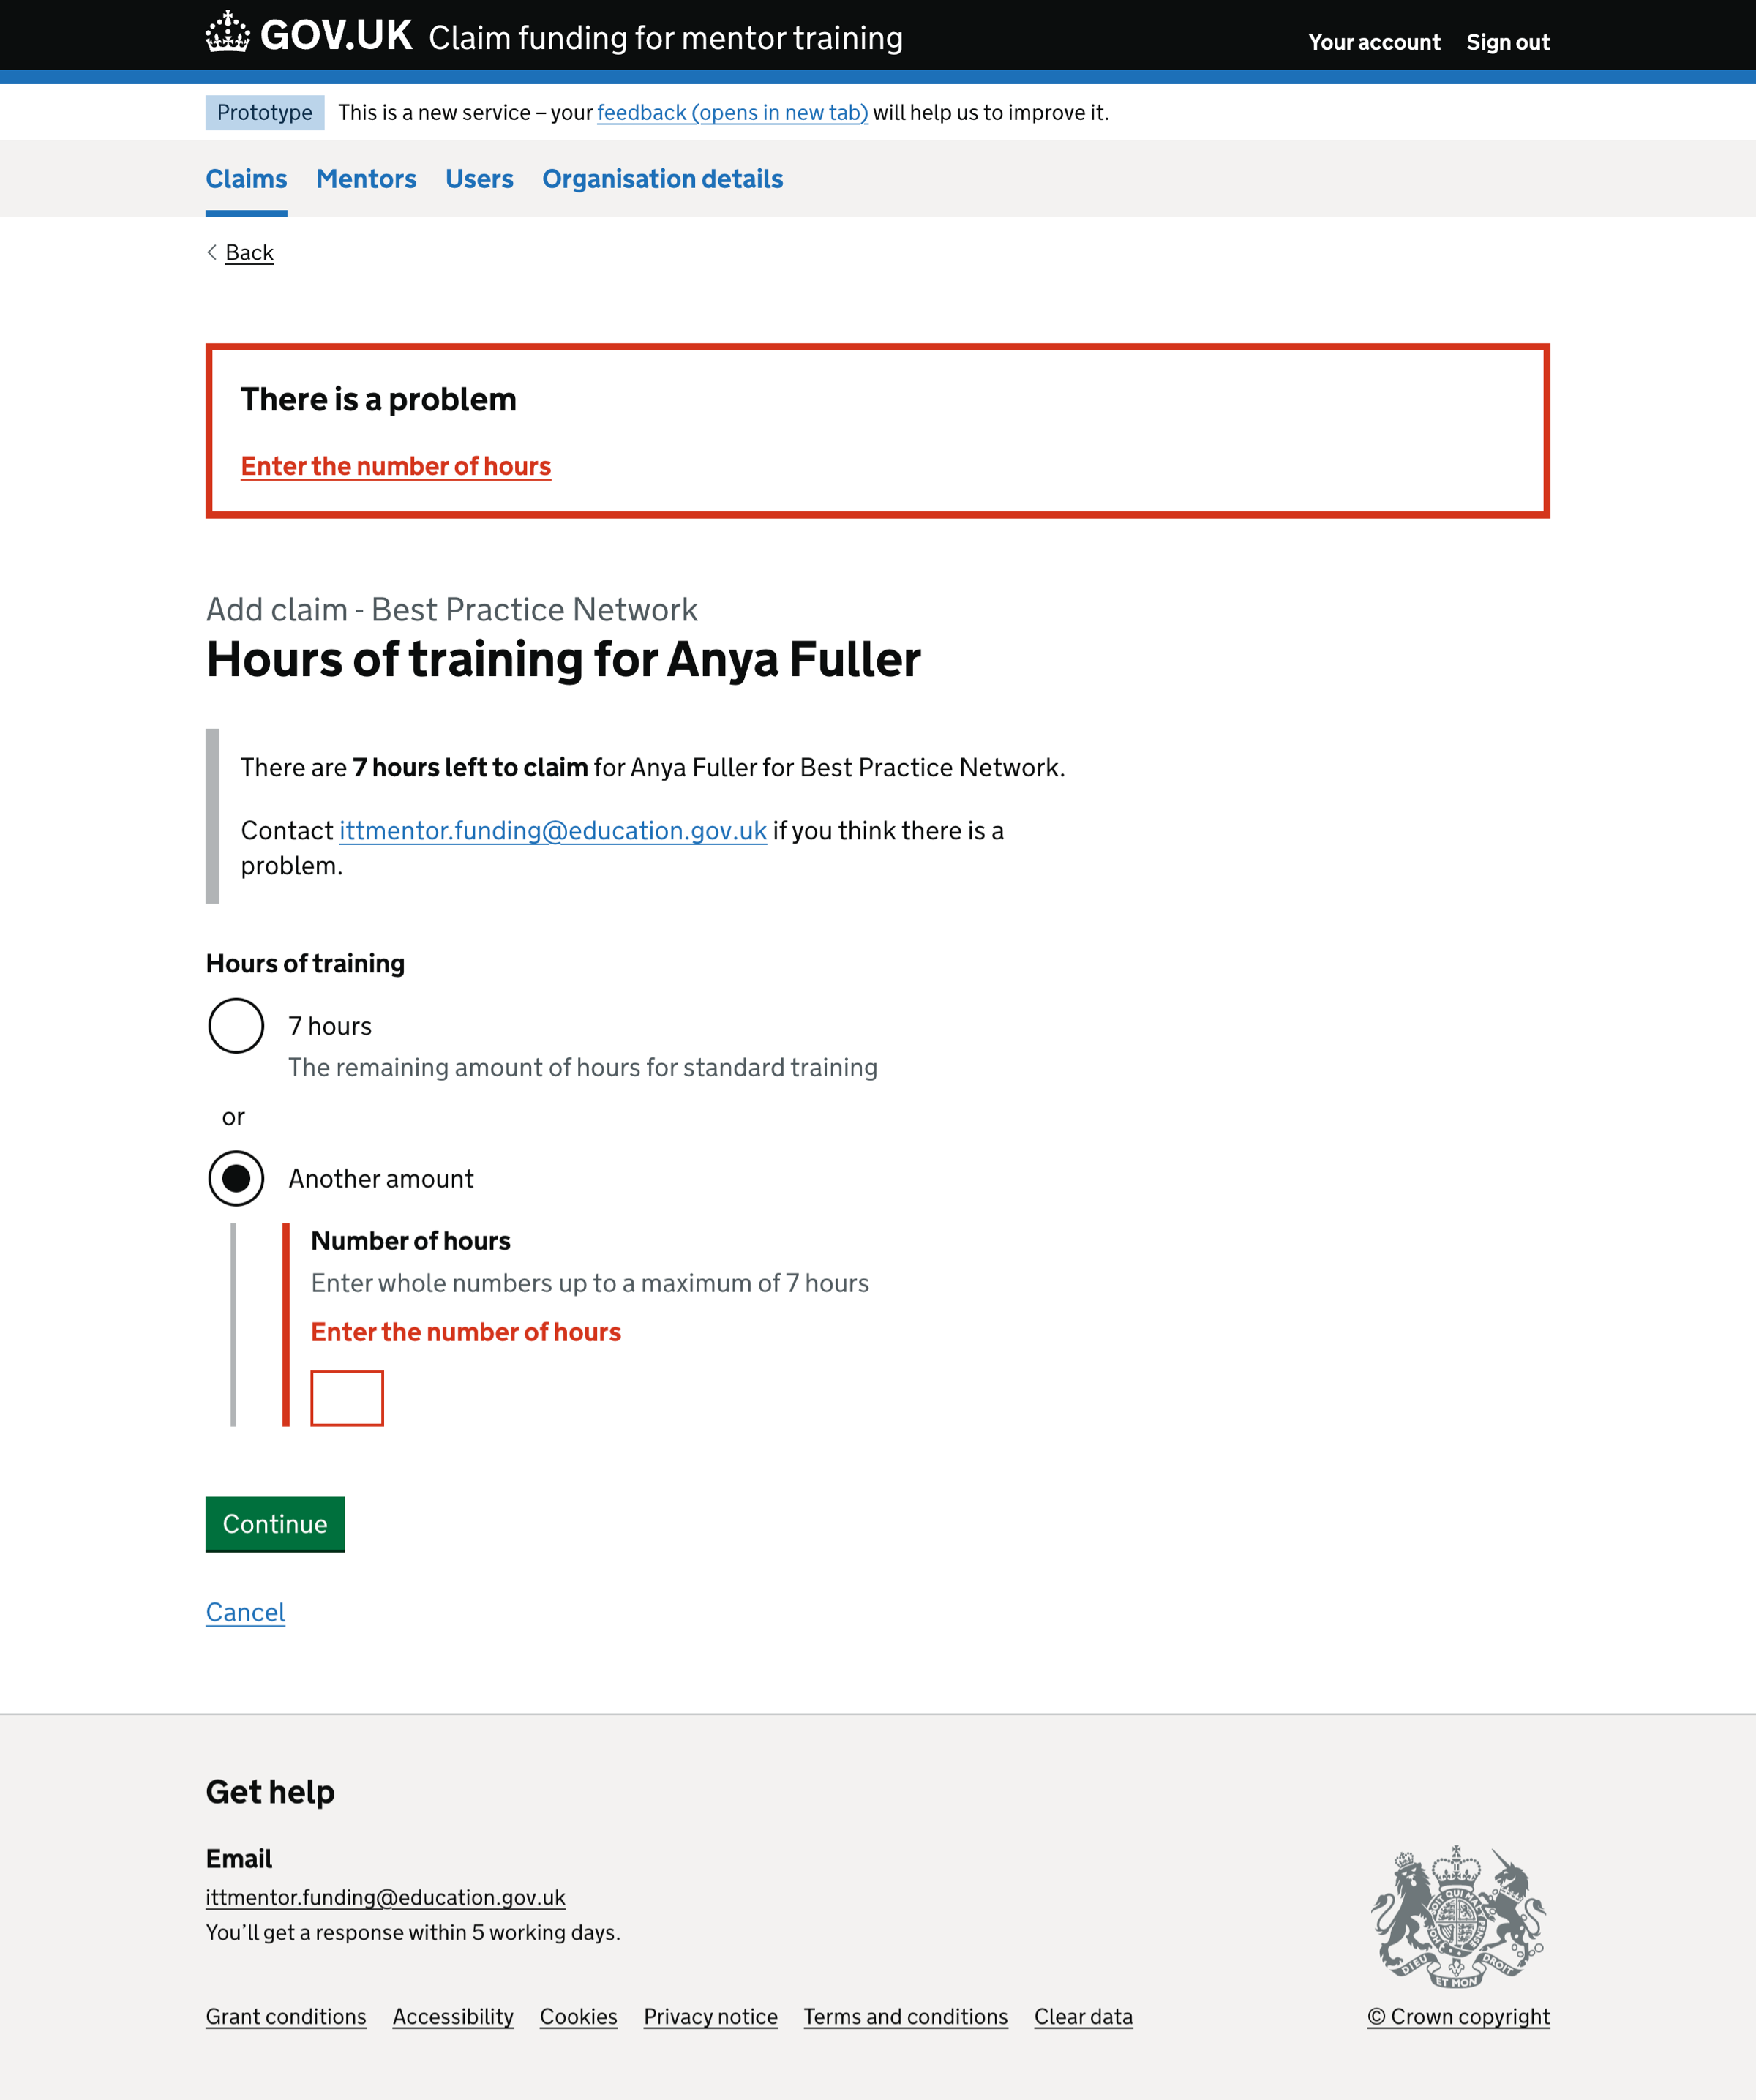 GOV.UK Claim funding for mentor training
Your account Sign out
Prototype This is a new service – your feedback (opens in new tab) will help us to improve it.
Claims Mentors Users Organisation details
Back
There is a problem
Enter the number of hours
Add claim - Best Practice Network
Hours of training for Anya Fuller
There are 7 hours left to claim for Anya Fuller for Best Practice Network.
Contact ittmentor.funding@education.gov.uk if you think there is a
problem.
Hours of training
7 hours
The remaining amount of hours for standard training
or
Another amount
Number of hours
Enter whole numbers up to a maximum of 7 hours
Enter the number of hours
Continue
Cancel
Get help
Email
ittmentor.funding@education.gov.uk
You’ll get a response within 5 working days.
DIEU ET MON DROIT
Grant conditions Accessibility Cookies Privacy notice Terms and conditions Clear data
© Crown copyright